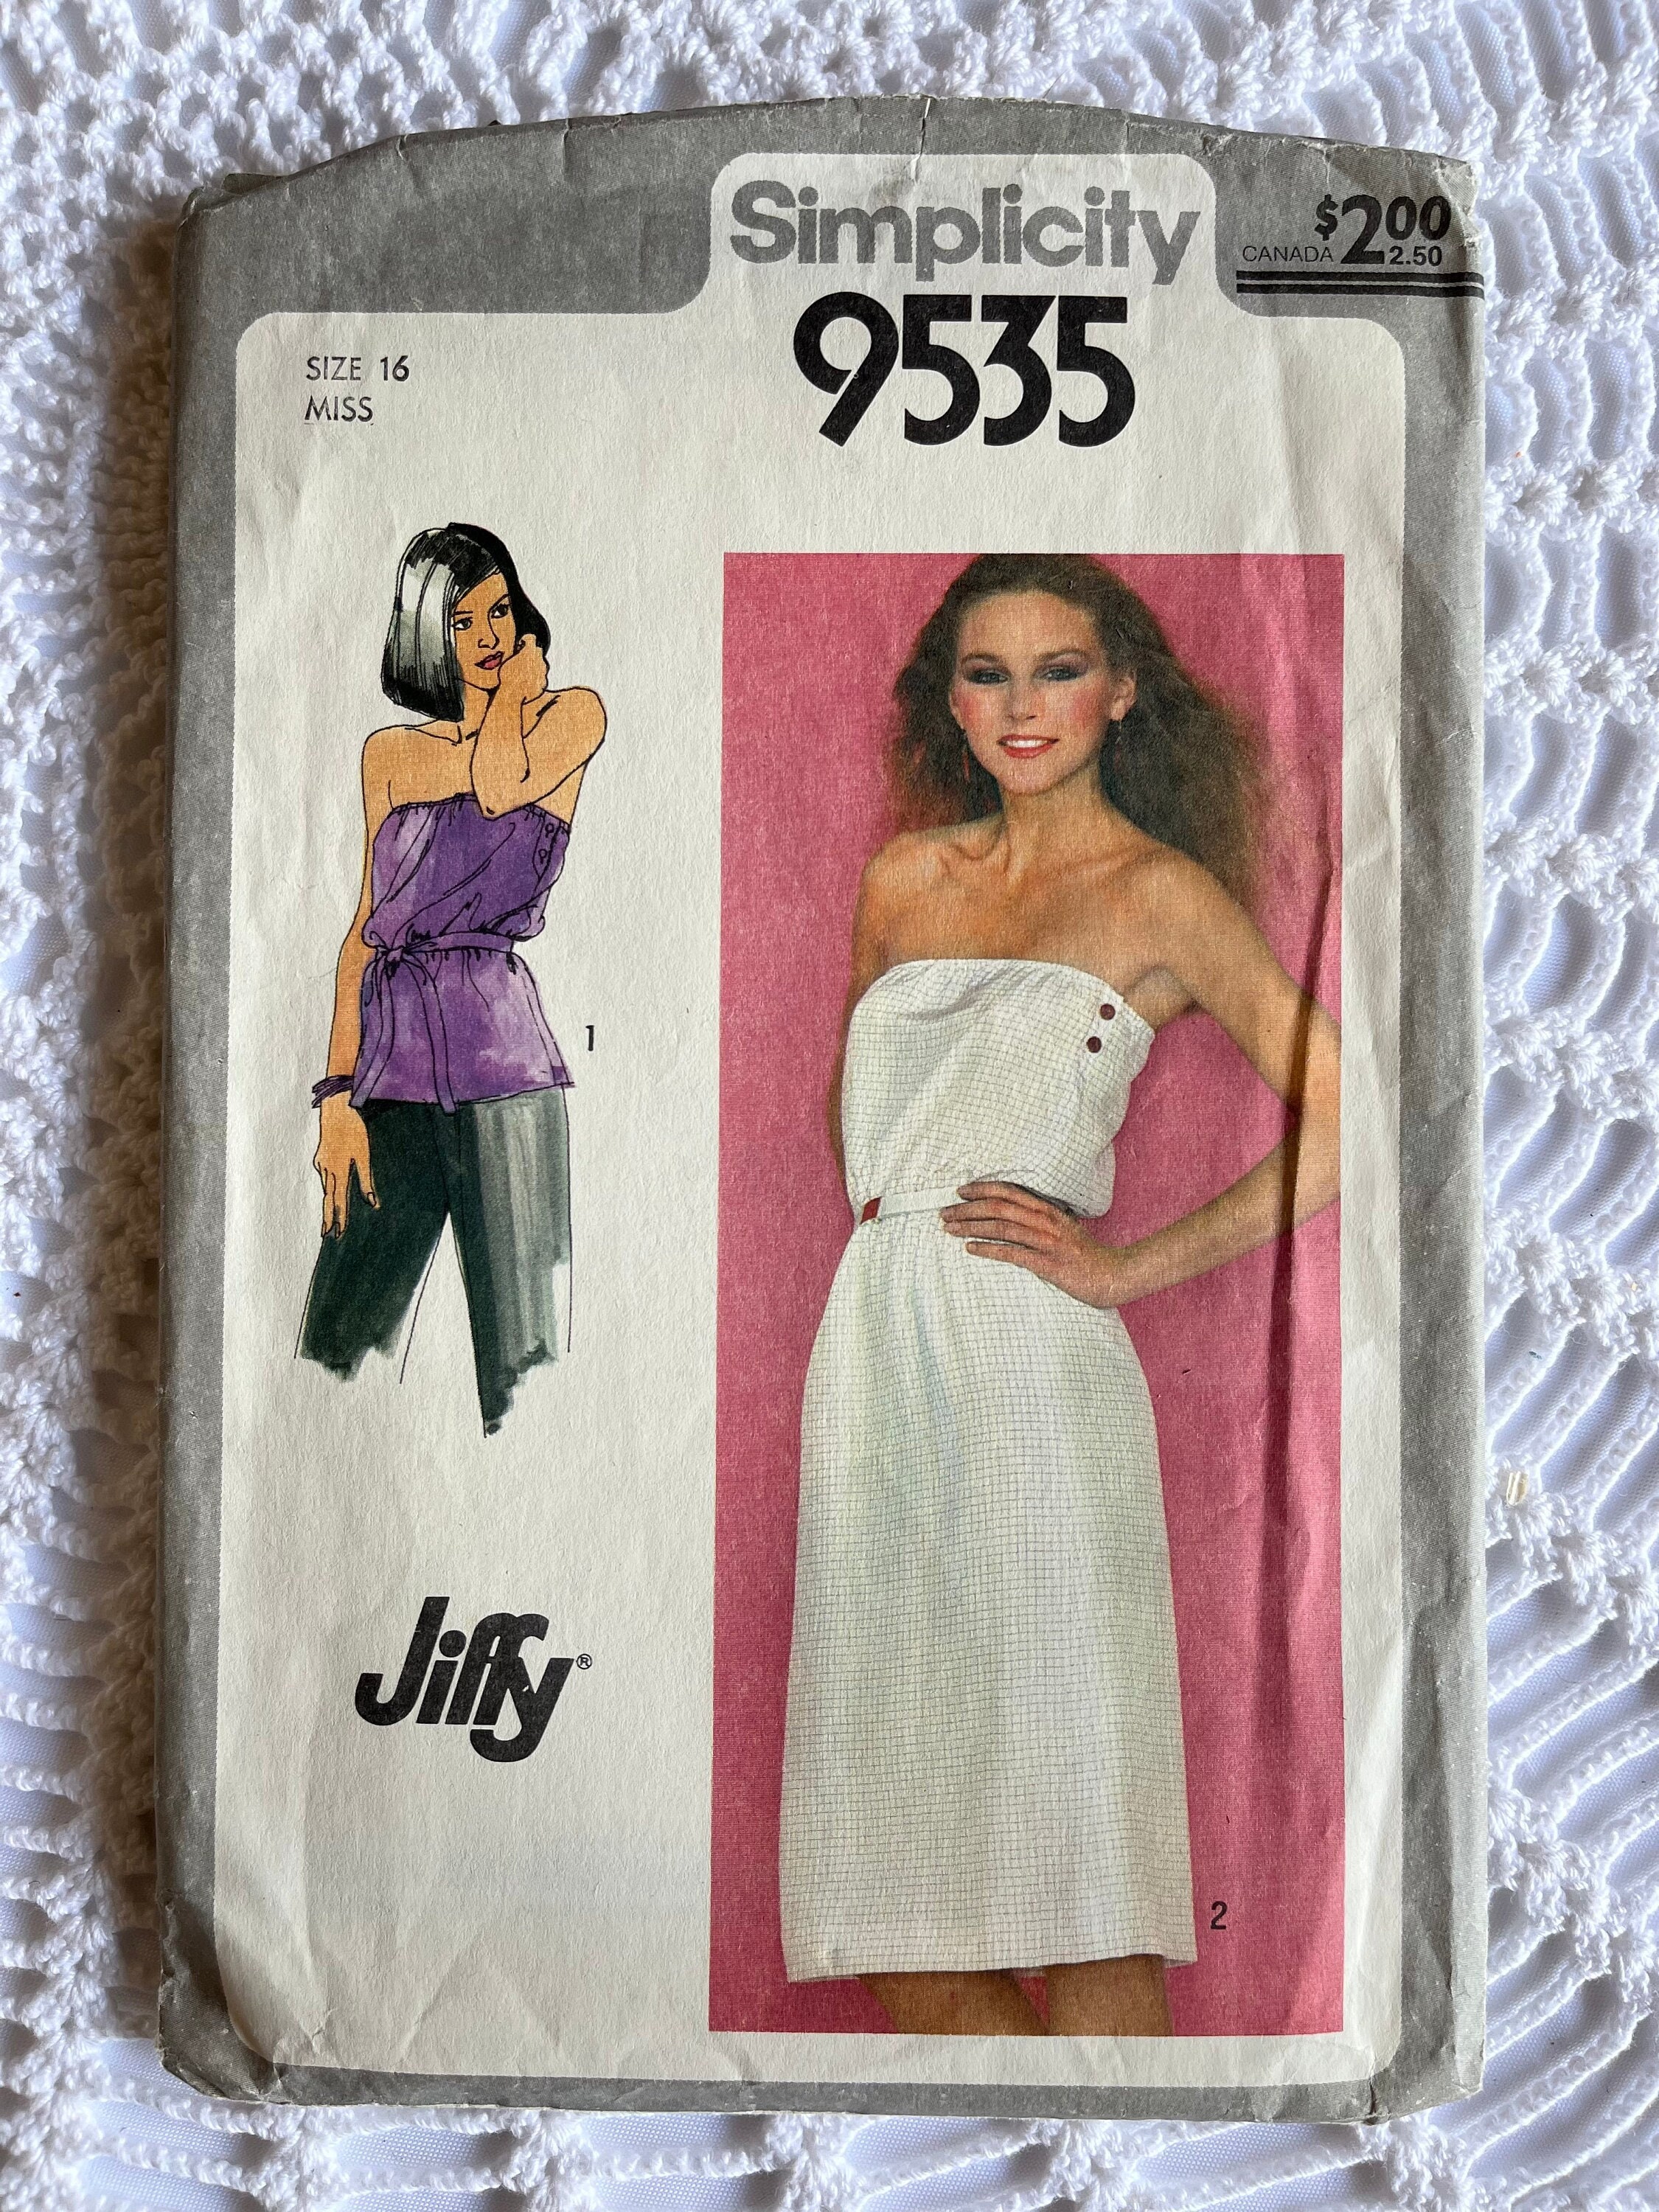 Simplicity
$2.00
CANADA 2.50
9535
SIZE 16
MISS
1
Jiffy®
2